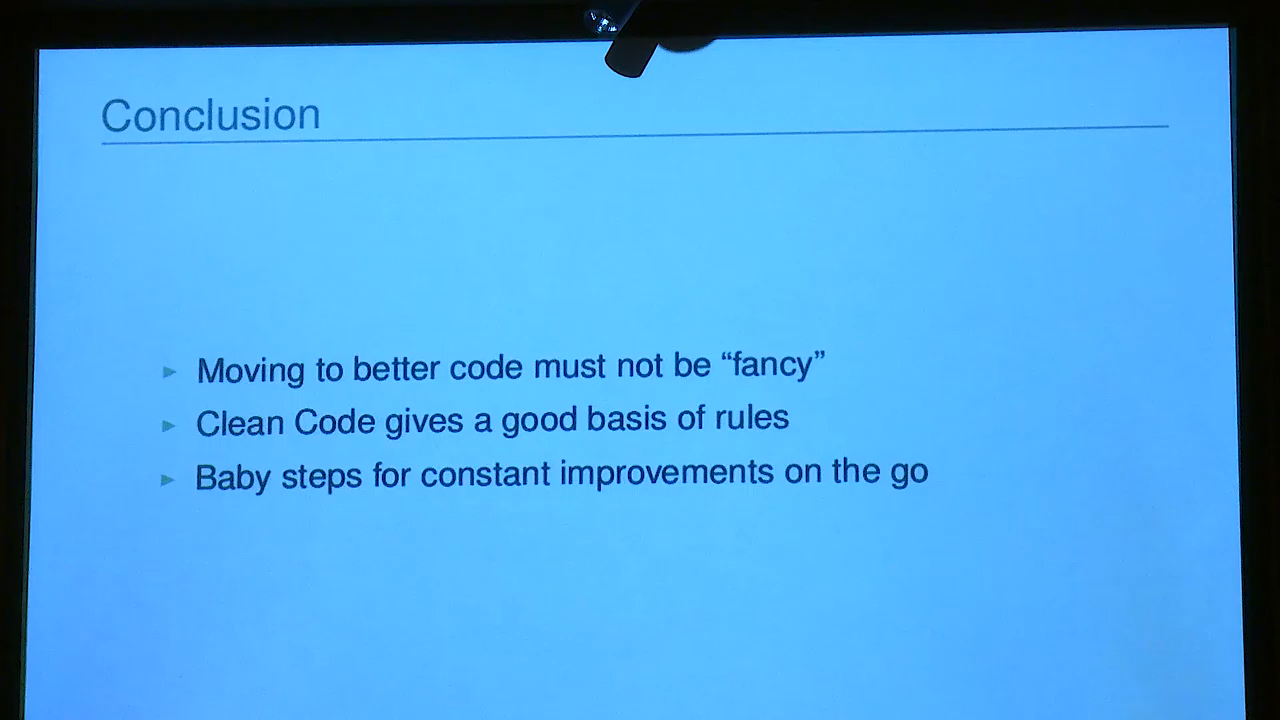 Conclusion
Moving to better code must not be “fancy”
Clean Code gives a good basis of rules
Baby steps for constant improvements on the go